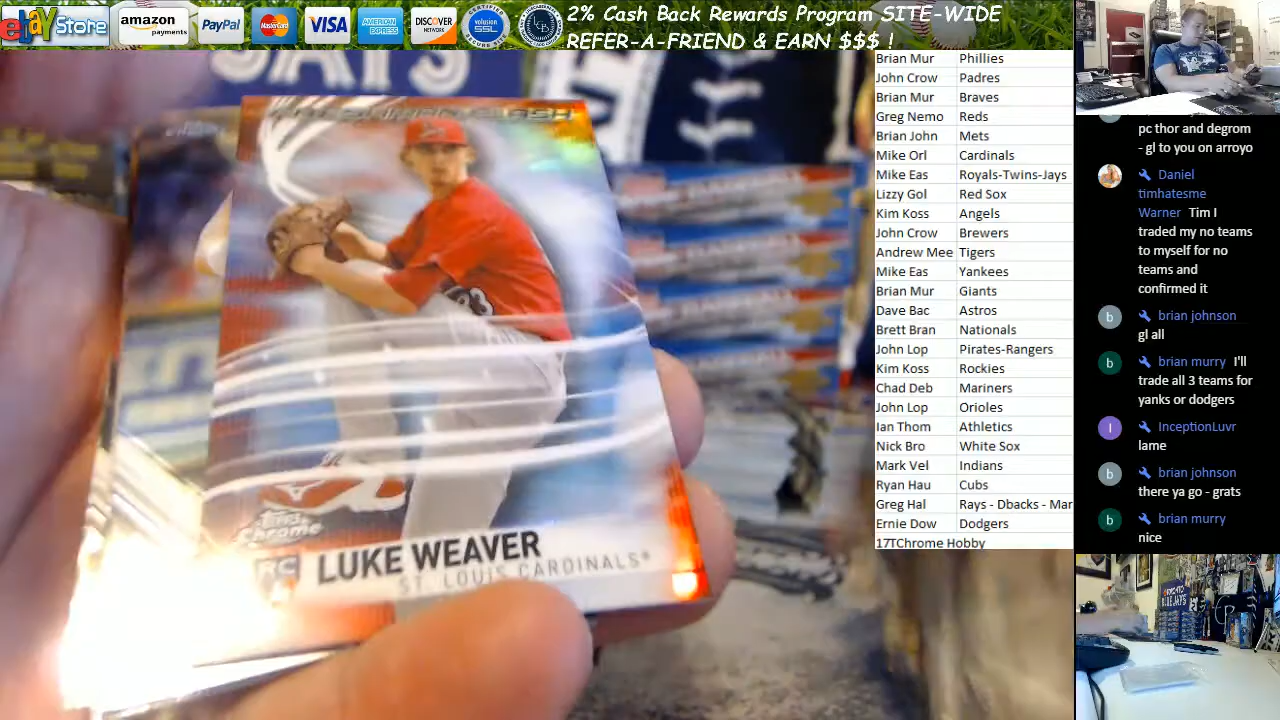 ebay Store
amazon payments
PayPal
MasterCard
VISA
AMERICAN EXPRESS
DISCOVER NETWORK
volusion SSL
2% Cash Back Rewards Program SITE-WIDE
REFER-A-FRIEND & EARN $$$ !
JAYS
Brian Mur Phillies
John Crow Padres
Brian Mur Braves
Greg Nemo Reds
Brian John Mets
Mike Orl Cardinals
Mike Eas Royals-Twins-Jays
Lizzy Gol Red Sox
Kim Koss Angels
John Crow Brewers
Andrew Mee Tigers
Mike Eas Yankees
Brian Mur Giants
Dave Bac Astros
Brett Bran Nationals
John Lop Pirates-Rangers
Kim Koss Rockies
Chad Deb Mariners
John Lop Orioles
Ian Thom Athletics
Nick Bro White Sox
Mark Vel Indians
Ryan Hau Cubs
Greg Hal Rays - Dbacks - Mar
Ernie Dow Dodgers
17TChrome Hobby
pc thor and degrom
- gl to you on arroyo
Daniel
timhatesme
Warner Tim I
traded my no teams
to myself for no
teams and
confirmed it
b brian johnson
gl all
b brian murry I'll
trade all 3 teams for
yanks or dodgers
I InceptionLuvr
lame
b brian johnson
there ya go - grats
b brian murry
nice
Topps
Chrome
RC LUKE WEAVER
ST. LOUIS CARDINALS®